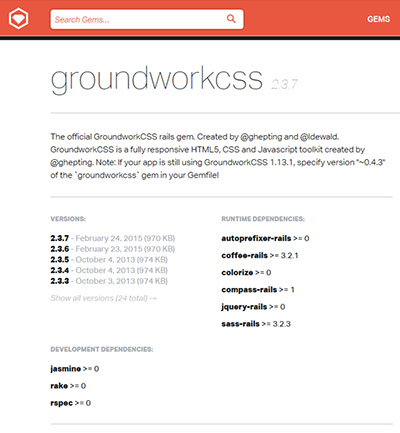 Search Gems...
GEMS
groundworkcss 2.3.7
The official GroundworkCSS rails gem. Created by @ghepting and @ldewald.
GroundworkCSS is a fully responsive HTML5, CSS and Javascript toolkit created by
@ghepting. Note: If your app is still using GroundworkCSS 1.13.1, specify version "~0.4.3"
of the `groundworkcss` gem in your Gemfile!
VERSIONS:
2.3.7 - February 24, 2015 (970 KB)
2.3.6 - February 23, 2015 (970 KB)
2.3.5 - October 4, 2013 (974 KB)
2.3.4 - October 4, 2013 (974 KB)
2.3.3 - October 3, 2013 (974 KB)
Show all versions (24 total) →
RUNTIME DEPENDENCIES:
autoprefixer-rails >= 0
coffee-rails >= 3.2.1
colorize >= 0
compass-rails >= 1
jquery-rails >= 0
sass-rails >= 3.2.3
DEVELOPMENT DEPENDENCIES:
jasmine >= 0
rake >= 0
rspec >= 0